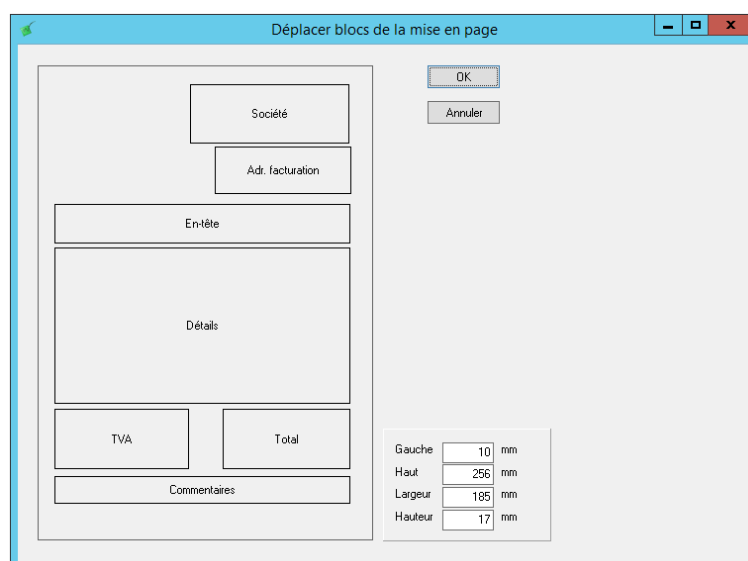 Déplacer blocs de la mise en page
OK
Société
Annuler
Adr. facturation
En-tête
Détails
TVA
Total
Gauche 10 mm
Haut 256 mm
Largeur 185 mm
Hauteur 17 mm
Commentaires